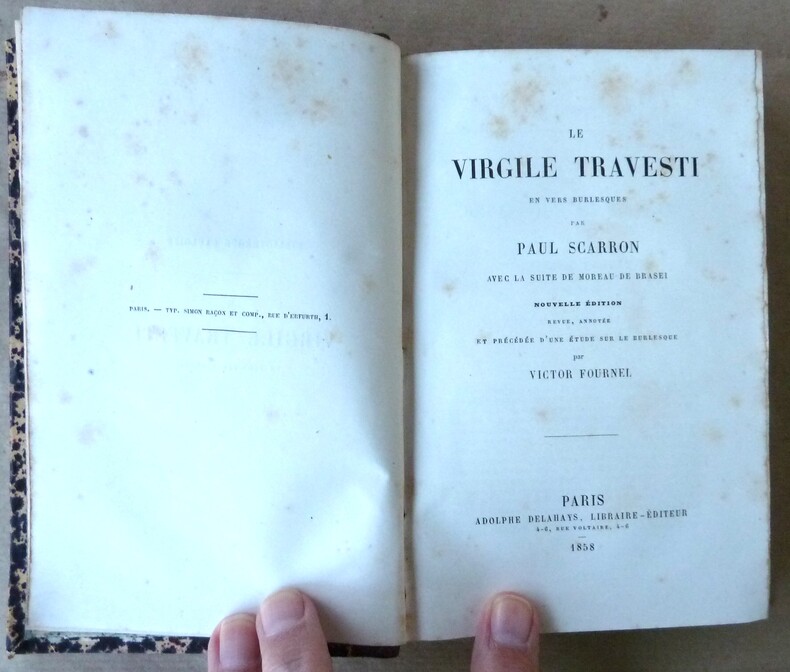 PARIS. — TYP. SIMON RAÇON ET COMP., RUE D'ERFURTH, 1.
LE
VIRGILE TRAVESTI
EN VERS BURLESQUES
PAR
PAUL SCARRON
AVEC LA SUITE DE MOREAU DE BRASEI
NOUVELLE ÉDITION
REVUE, ANNOTÉE
ET PRÉCÉDÉE D'UNE ÉTUDE SUR LE BURLESQUE
par
VICTOR FOURNEL
PARIS
ADOLPHE DELAHAYS, LIBRAIRE-ÉDITEUR
4-6, RUE VOLTAIRE, 4-6
1858